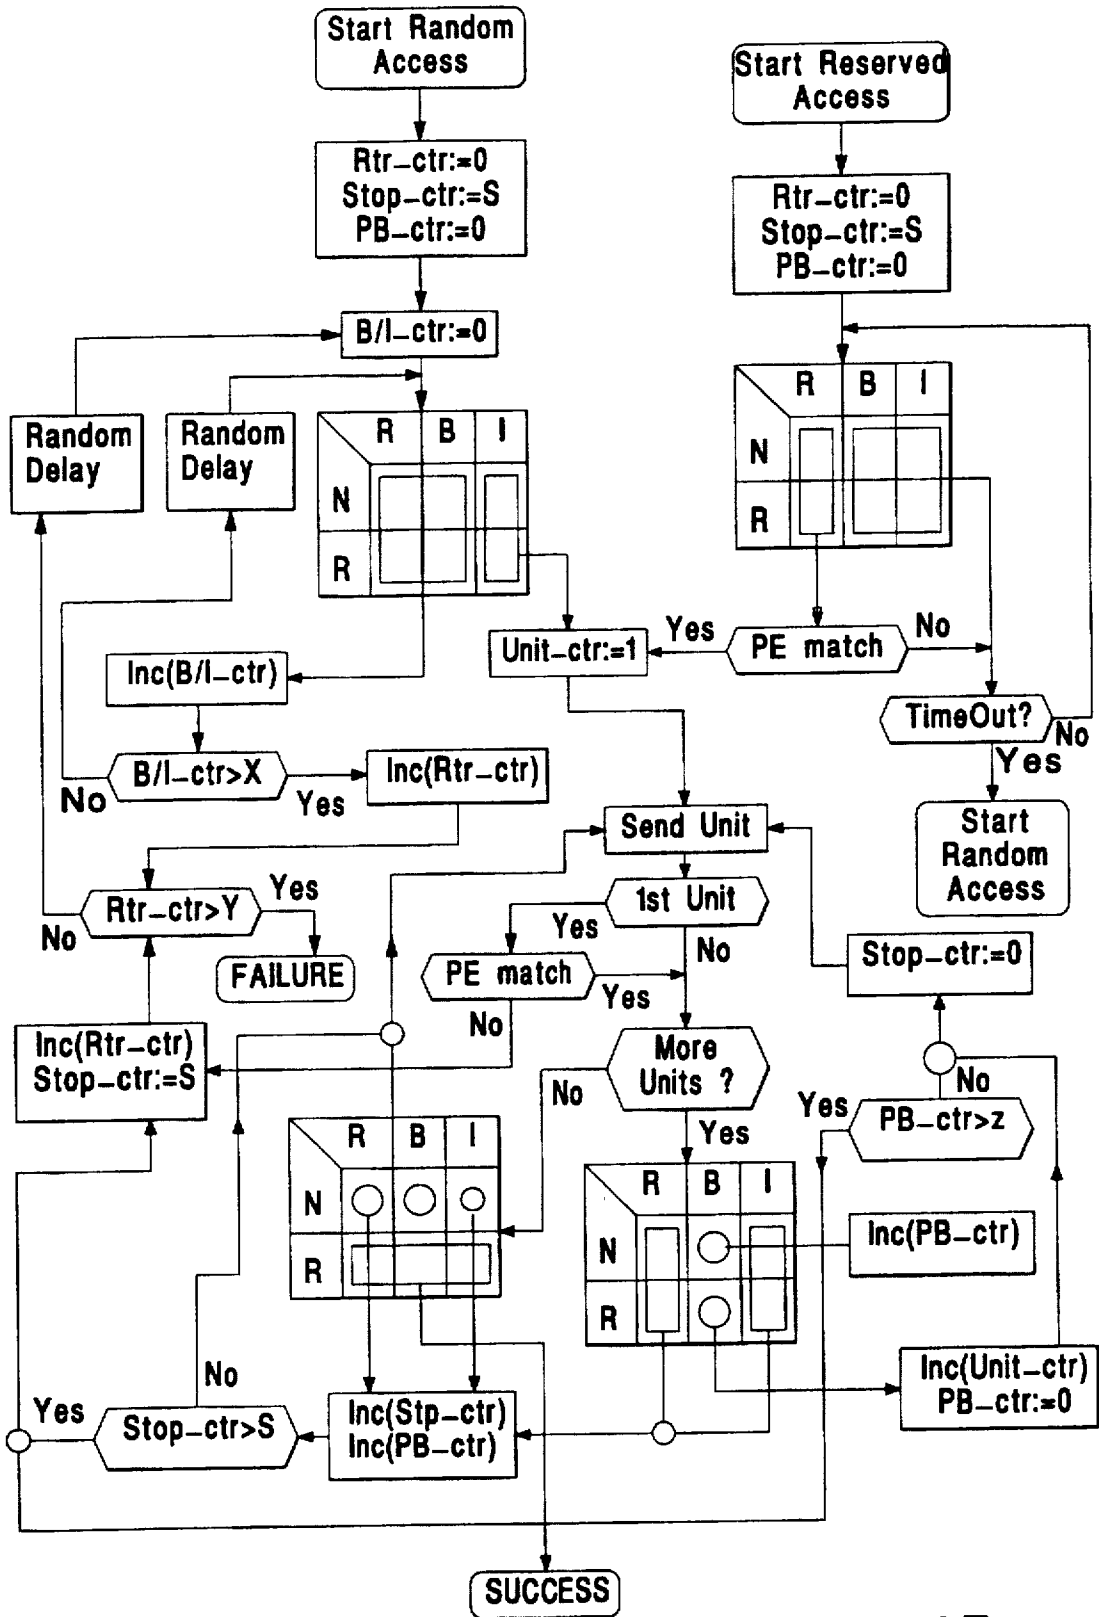 Start Random
Access
Start Reserved
Access
Rtr-ctr:=0
Stop-ctr:=S
PB-ctr:=0
Rtr-ctr:=0
Stop-ctr:=S
PB-ctr:=0
B/I-ctr:=0
R B I
N
R
Random
Delay
Random
Delay
R B I
N
R
Yes
PE match
No
Unit-ctr:=1
Inc(B/I-ctr)
TimeOut?
No
Yes
B/I-ctr>X
No
Yes
Inc(Rtr-ctr)
Send Unit
Start
Random
Access
1st Unit
Yes
No
Rtr-ctr>Y
Yes
No
FAILURE
PE match
Yes
No
Stop-ctr:=0
Inc(Rtr-ctr)
Stop-ctr:=S
More
Units ?
No
Yes
No
Yes
PB-ctr>z
R B I
N
R
R B I
N
R
Inc(PB-ctr)
Inc(Unit-ctr)
PB-ctr:=0
No
Yes
Stop-ctr>S
Inc(Stp-ctr)
Inc(PB-ctr)
SUCCESS